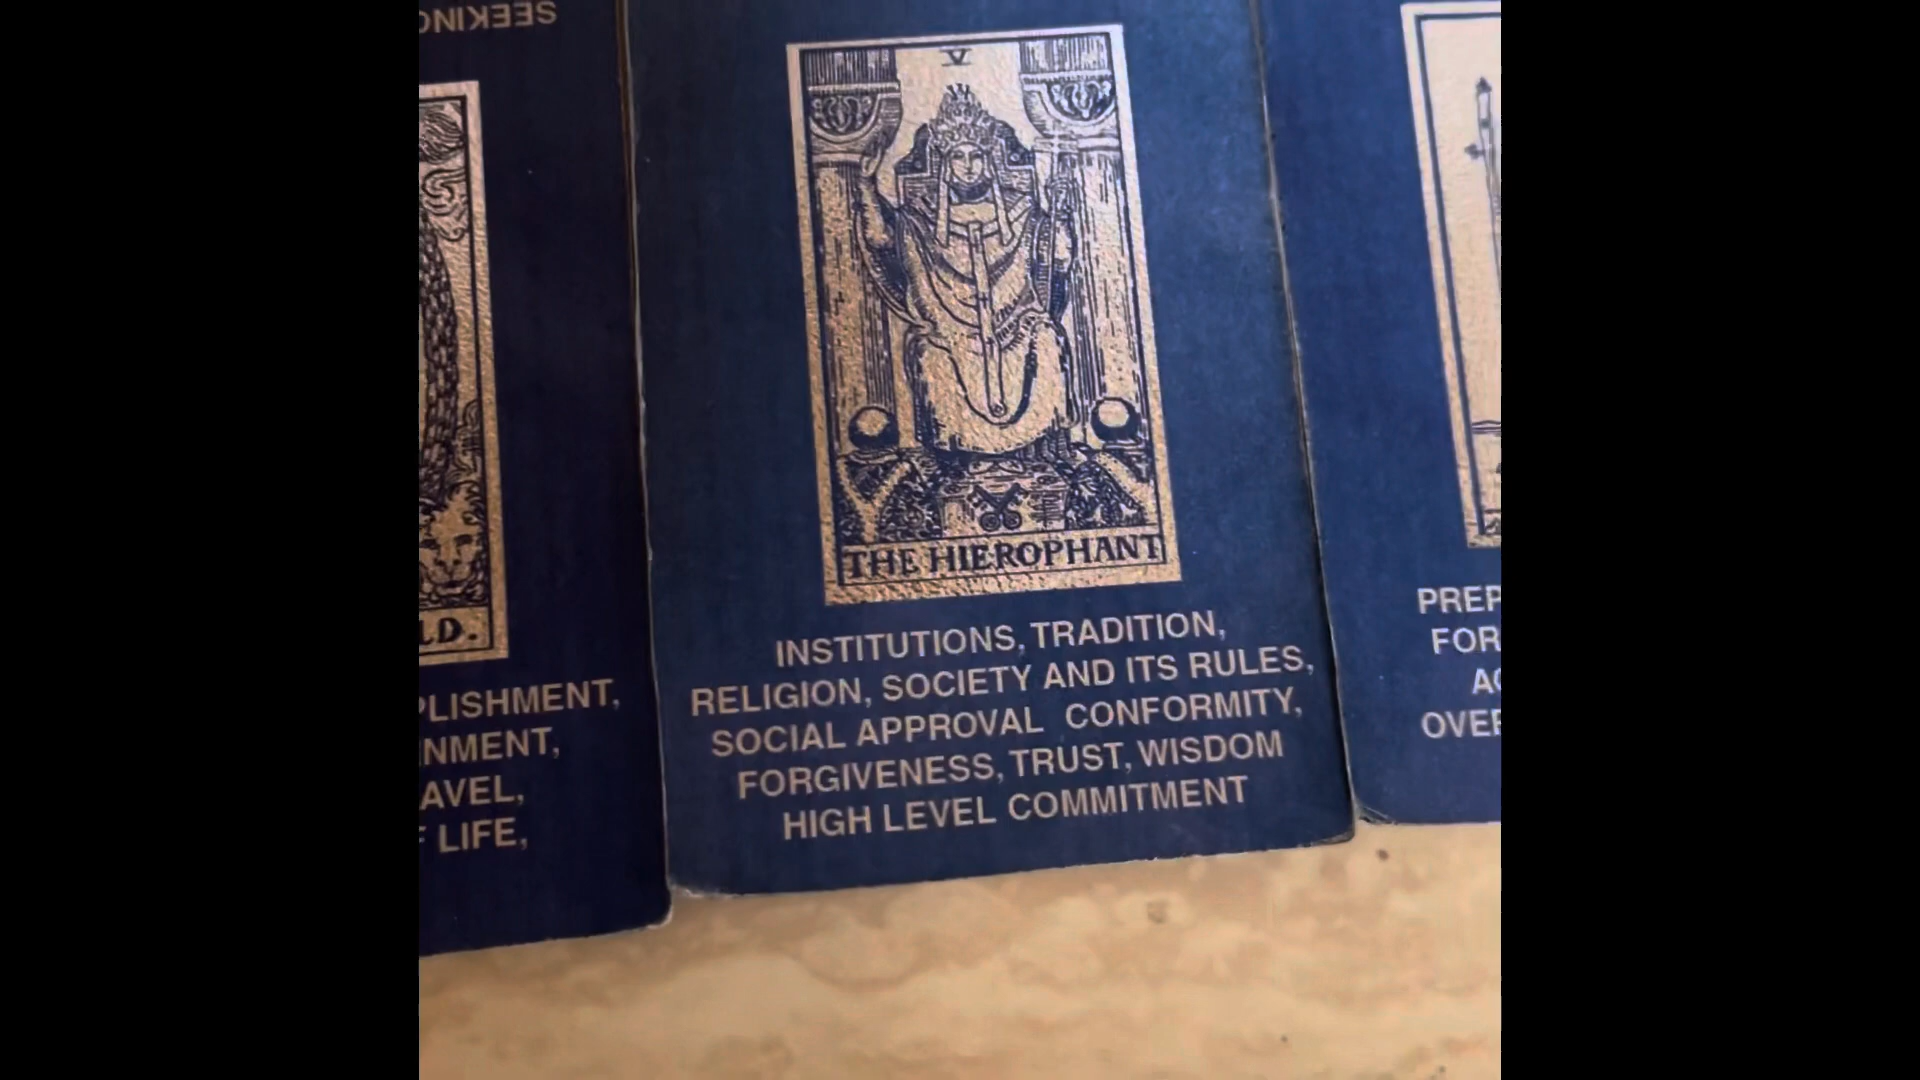 SEEKING
V
THE HIEROPHANT
INSTITUTIONS, TRADITION,
RELIGION, SOCIETY AND ITS RULES,
SOCIAL APPROVAL CONFORMITY,
FORGIVENESS, TRUST, WISDOM
HIGH LEVEL COMMITMENT
LD.
PLISHMENT,
INMENT,
AVEL,
F LIFE,
PREP
FOR
AC
OVER